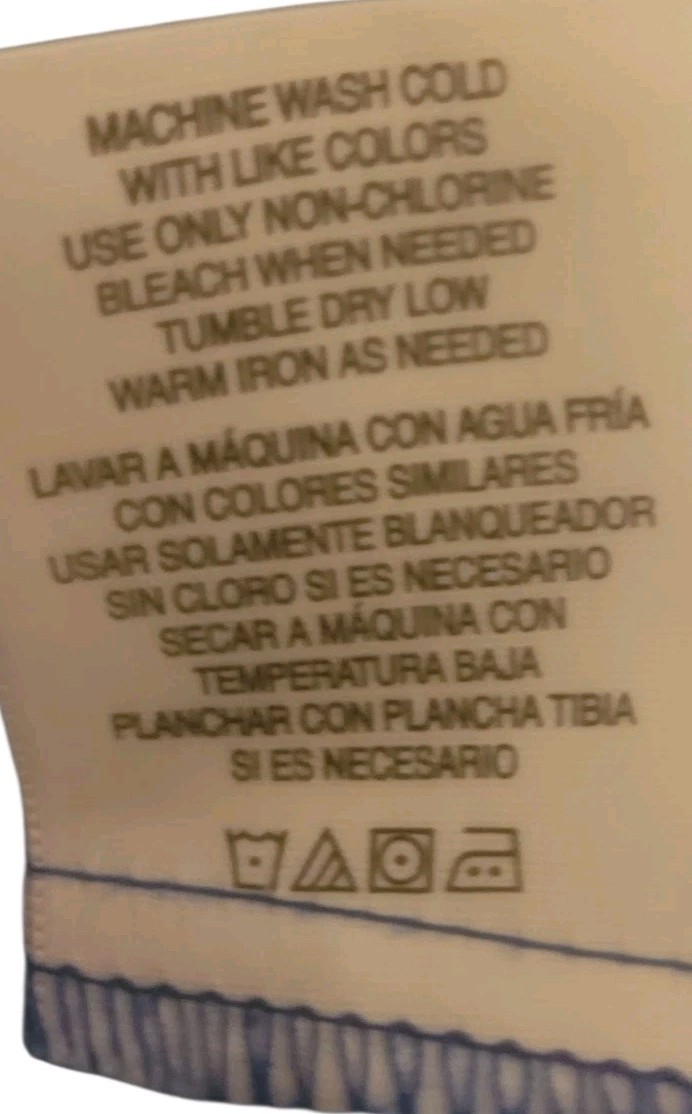 MACHINE WASH COLD
WITH LIKE COLORS
USE ONLY NON-CHLORINE
BLEACH WHEN NEEDED
TUMBLE DRY LOW
WARM IRON AS NEEDED
LAVAR A MÁQUINA CON AGUA FRÍA
CON COLORES SIMILARES
USAR SOLAMENTE BLANQUEADOR
SIN CLORO SI ES NECESARIO
SECAR A MÁQUINA CON
TEMPERATURA BAJA
PLANCHAR CON PLANCHA TIBIA
SI ES NECESARIO